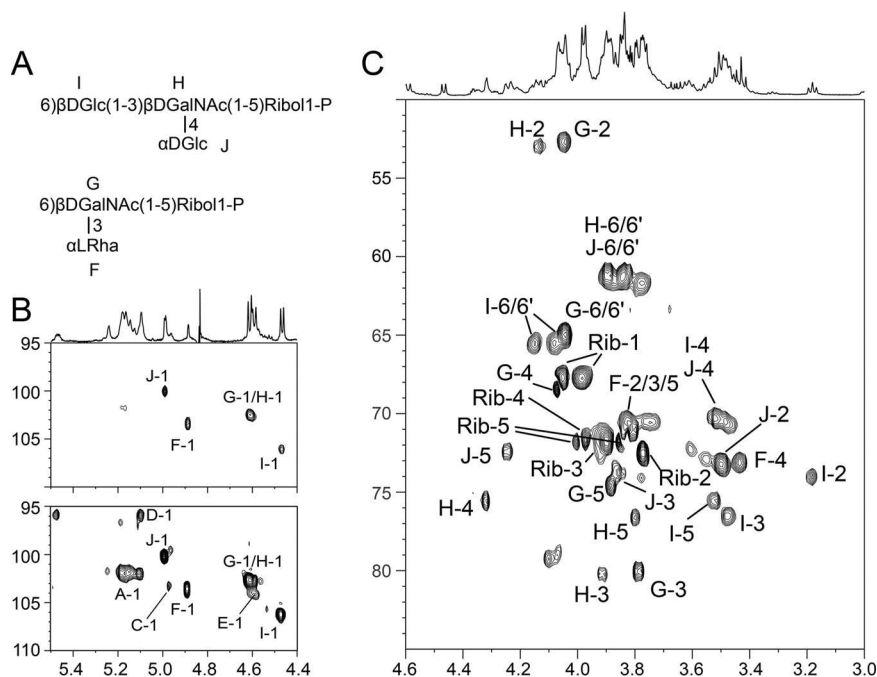 A
I H
6)βDGlc(1-3)βDGalNAc(1-5)Ribol1-P
|4
αDGlc J
G
6)βDGalNAc(1-5)Ribol1-P
|3
αLRha
F
B
95
100
105
J-1
F-1
G-1/H-1
I-1
95
100
105
110
D-1
J-1
G-1/H-1
A-1
C-1
F-1
E-1
I-1
5.4 5.2 5.0 4.8 4.6 4.4
C
55
60
65
70
75
80
H-2 G-2
H-6/6'
J-6/6'
I-6/6' G-6/6'
Rib-1
I-4
G-4 J-4
Rib-4 F-2/3/5
J-2
Rib-5
J-5 Rib-3 Rib-2 F-4 I-2
G-5 J-3
H-4 H-5 I-5 I-3
H-3 G-3
4.6 4.4 4.2 4.0 3.8 3.6 3.4 3.2 3.0